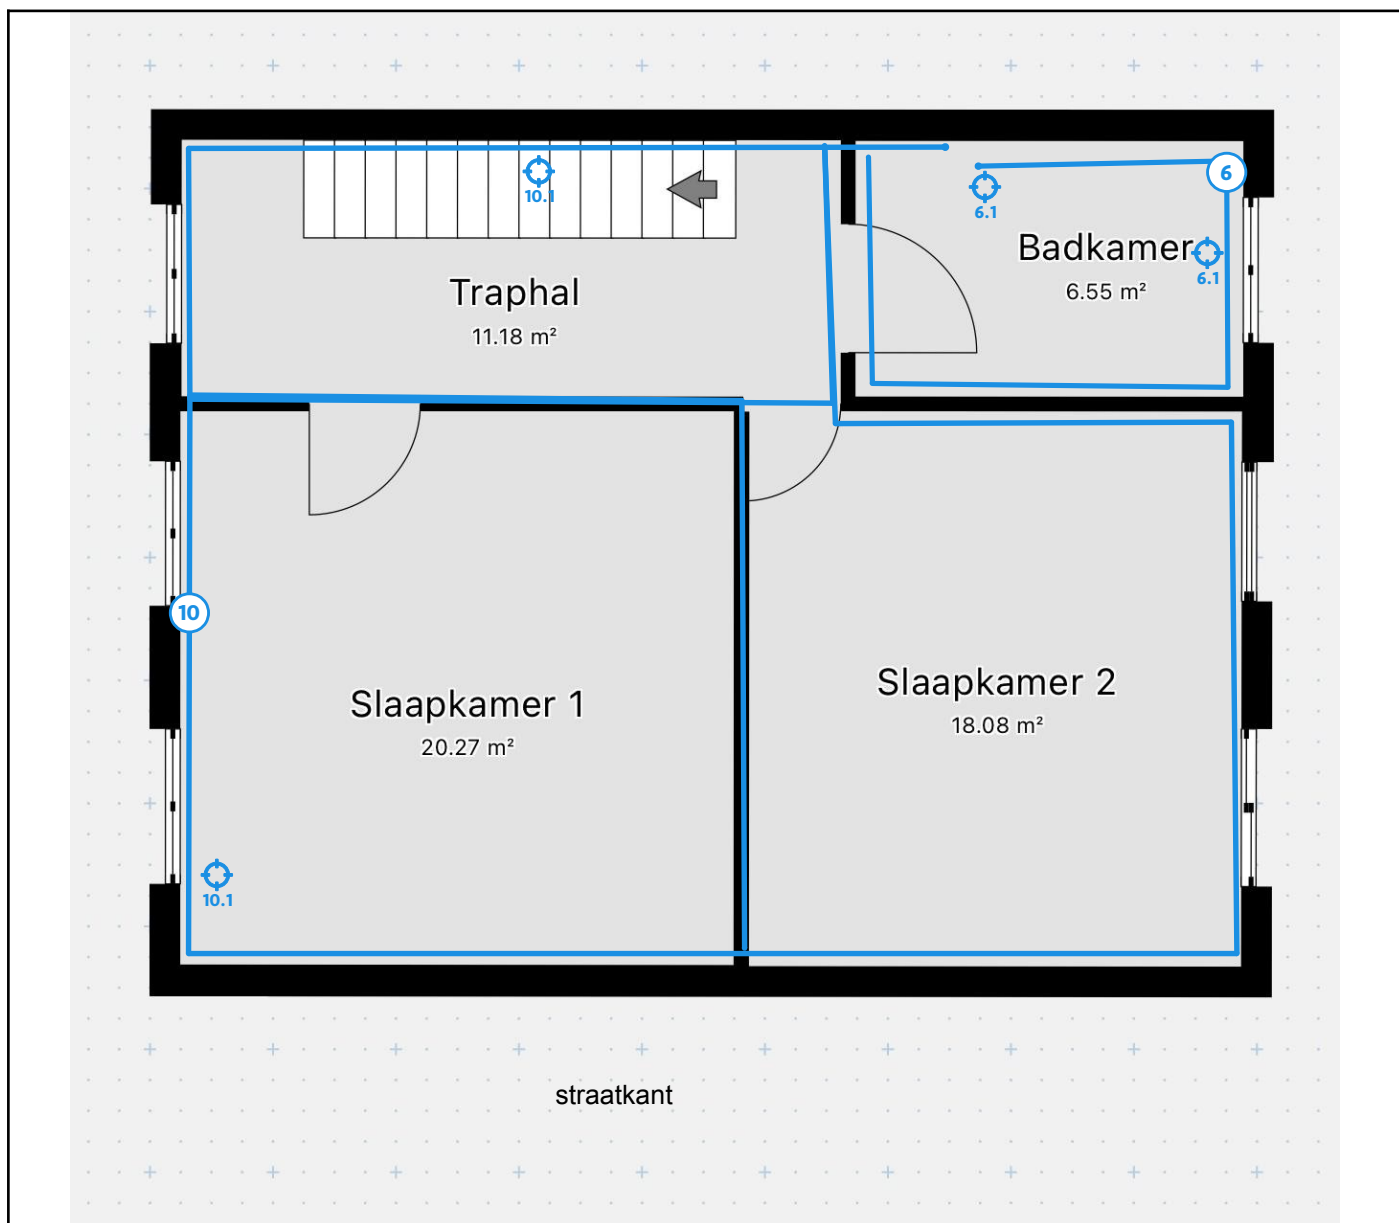 10.1
6
6.1
Badkamer
6.55 m²
6.1
Traphal
11.18 m²
10
Slaapkamer 1
20.27 m²
Slaapkamer 2
18.08 m²
10.1
straatkant